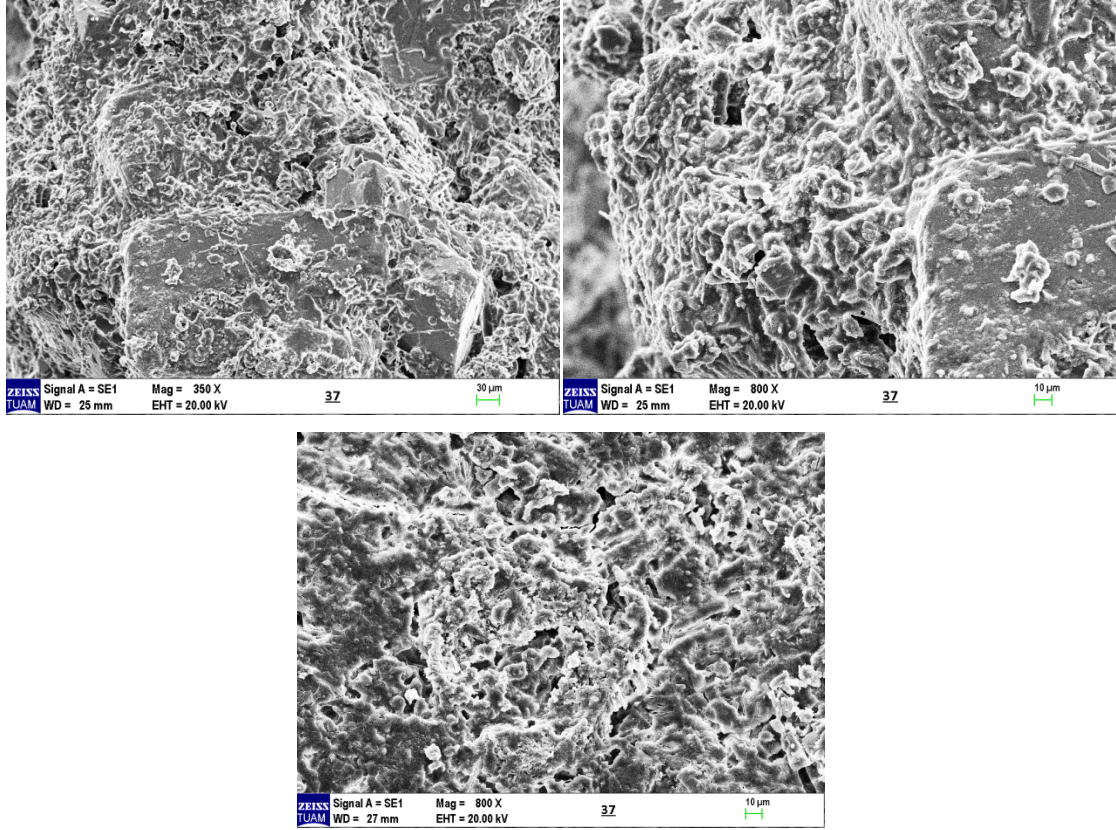 ZEISS Signal A = SE1 Mag = 350 X 30 µm
TUAM WD = 25 mm EHT = 20.00 kV 37
ZEISS Signal A = SE1 Mag = 800 X 10 µm
TUAM WD = 25 mm EHT = 20.00 kV 37
ZEISS Signal A = SE1 Mag = 800 X 10 µm
TUAM WD = 27 mm EHT = 20.00 kV 37